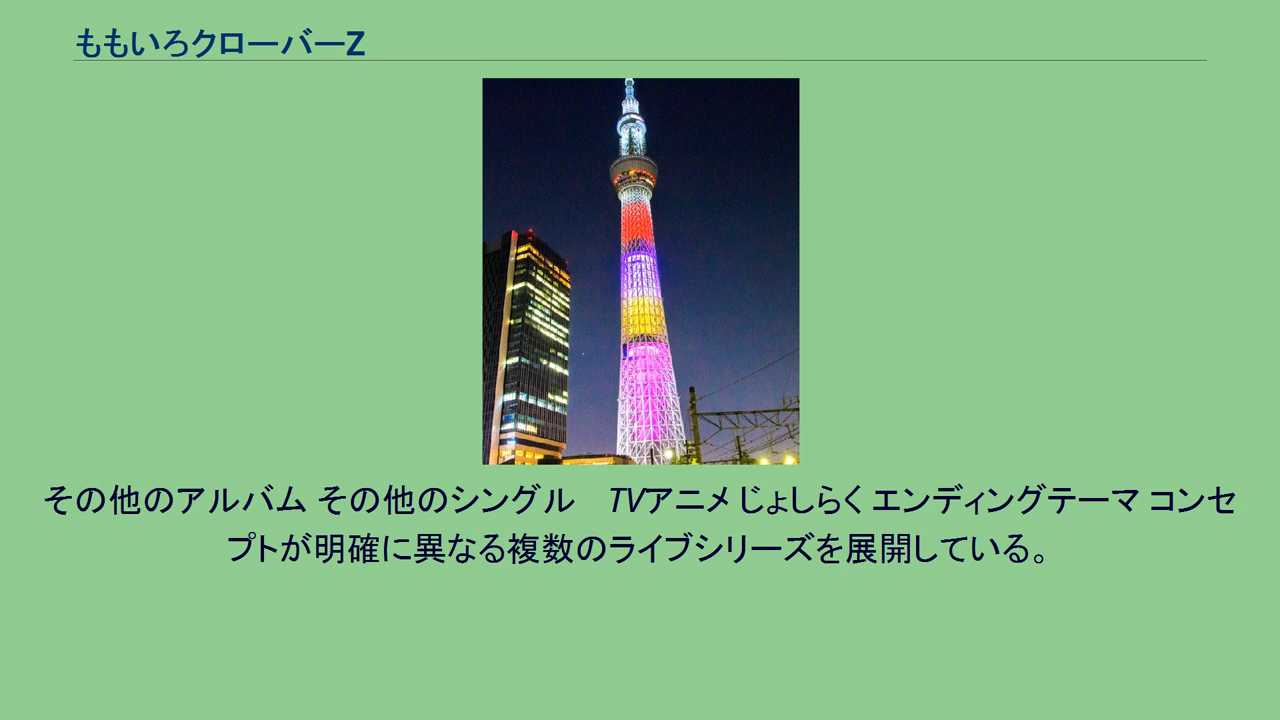 ももいろクローバーZ
その他のアルバム その他のシングル　TVアニメ じょしらく エンディングテーマ コンセ
プトが明確に異なる複数のライブシリーズを展開している。